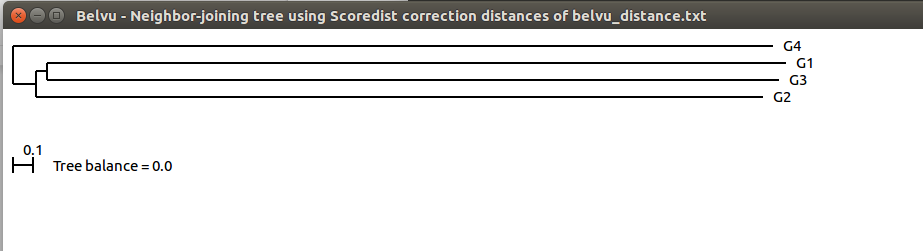 Belvu - Neighbor-joining tree using Scoredist correction distances of belvu_distance.txt
G4
G1
G3
G2
0.1
Tree balance = 0.0